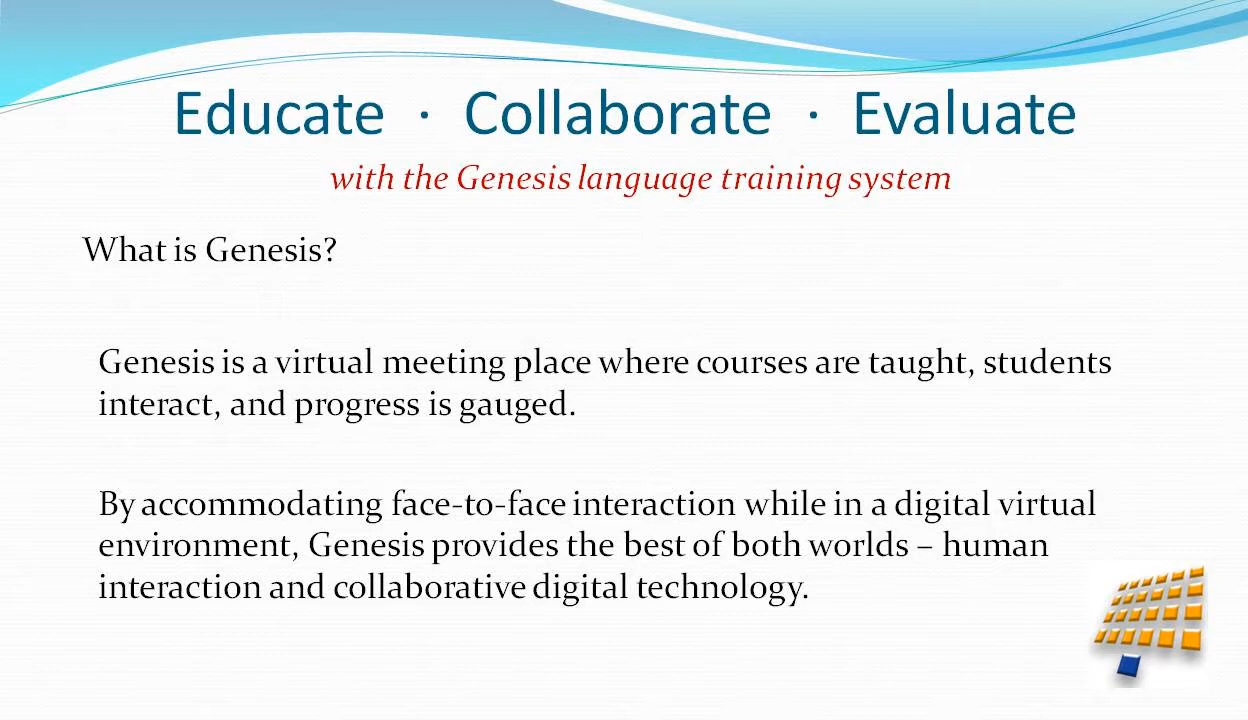 Educate · Collaborate · Evaluate
with the Genesis language training system
What is Genesis?
Genesis is a virtual meeting place where courses are taught, students
interact, and progress is gauged.
By accommodating face-to-face interaction while in a digital virtual
environment, Genesis provides the best of both worlds – human
interaction and collaborative digital technology.